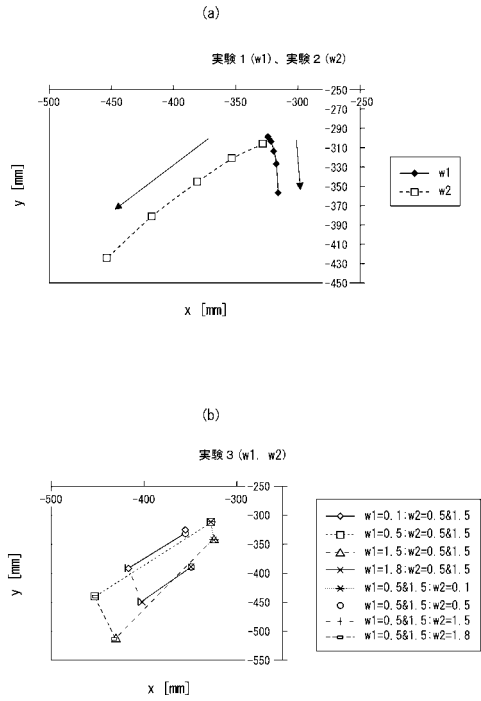 (a)
実験1(w1)、実験2(w2)
-500 -450 -400 -350 -300 -250
-250
-270
-290
-310
-330
-350
-370
-390
-410
-430
-450
y [mm]
x [mm]
w1
w2
(b)
実験3(w1. w2)
-500 -400 -300
-250
-300
-350
-400
-450
-500
-550
y [mm]
x [mm]
w1=0.1;w2=0.5&1.5
w1=0.5;w2=0.5&1.5
w1=1.5;w2=0.5&1.5
w1=1.8;w2=0.5&1.5
w1=0.5&1.5;w2=0.1
w1=0.5&1.5;w2=0.5
w1=0.5&1.5;w2=1.5
w1=0.5&1.5;w2=1.8